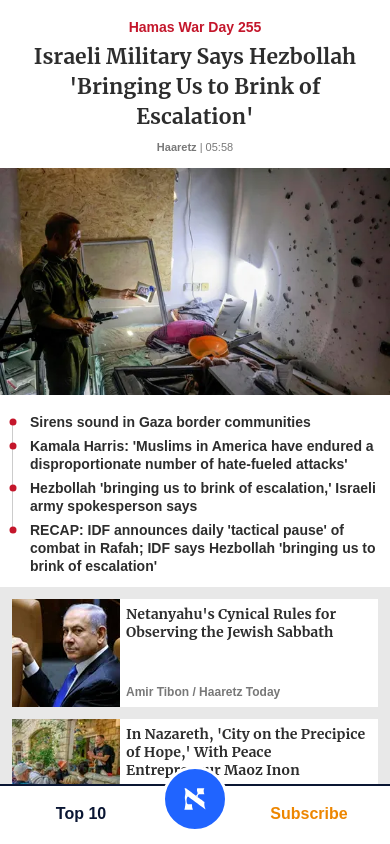 Hamas War Day 255
Israeli Military Says Hezbollah
'Bringing Us to Brink of
Escalation'
Haaretz | 05:58
Sirens sound in Gaza border communities
Kamala Harris: 'Muslims in America have endured a
disproportionate number of hate-fueled attacks'
Hezbollah 'bringing us to brink of escalation,' Israeli
army spokesperson says
RECAP: IDF announces daily 'tactical pause' of
combat in Rafah; IDF says Hezbollah 'bringing us to
brink of escalation'
Netanyahu's Cynical Rules for
Observing the Jewish Sabbath
Amir Tibon / Haaretz Today
In Nazareth, 'City on the Precipice
of Hope,' With Peace
Maoz Inon
Top 10
Subscribe